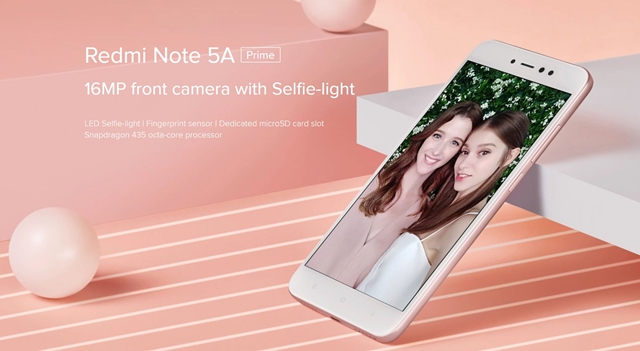 Redmi Note 5A Prime
16MP front camera with Selfie-light
LED Selfie-light | Fingerprint sensor | Dedicated microSD card slot
Snapdragon 435 octa-core processor